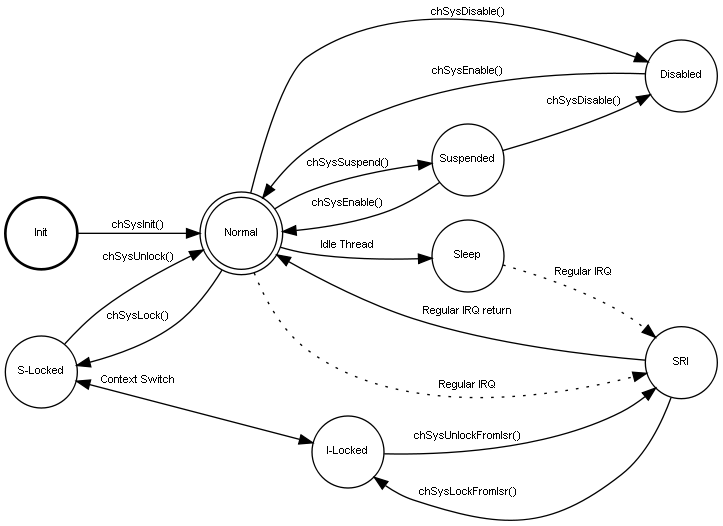 chSysDisable()
chSysEnable()
Disabled
chSysDisable()
Suspended
chSysSuspend()
chSysEnable()
Init
chSysInit()
Normal
Idle Thread
Sleep
chSysUnlock()
Regular IRQ
Regular IRQ return
chSysLock()
SRI
S-Locked
Context Switch
Regular IRQ
chSysUnlockFromIsr()
I-Locked
chSysLockFromIsr()